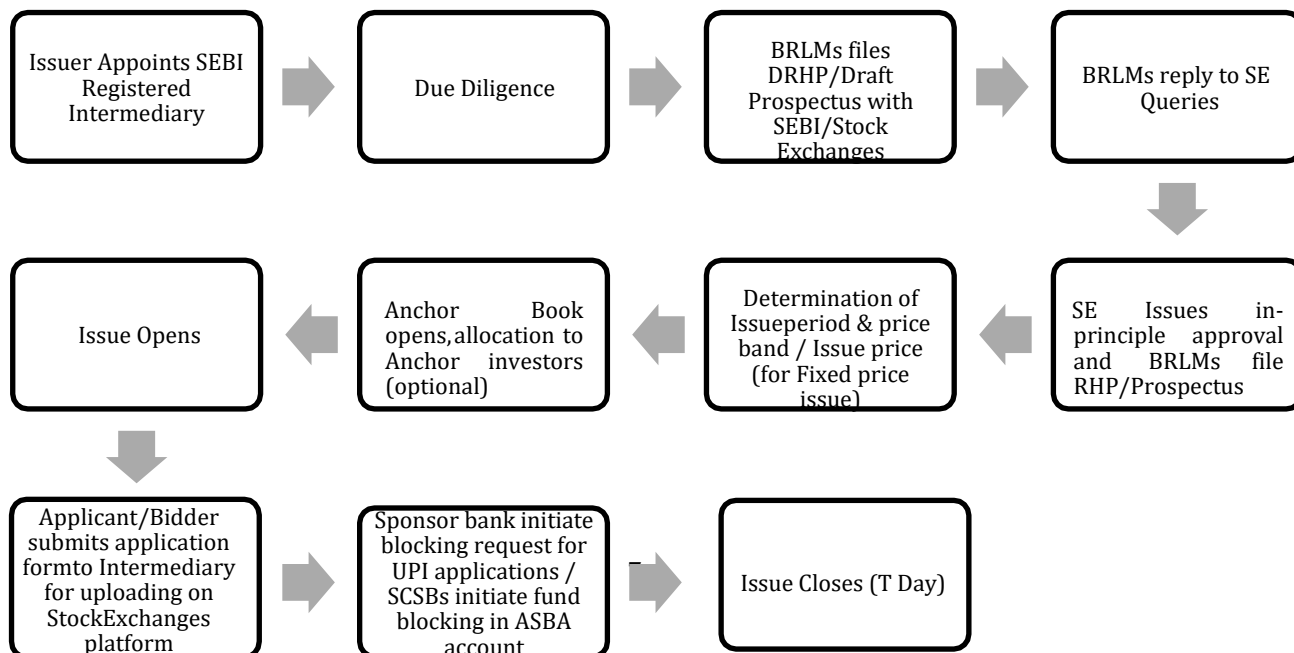 Issuer Appoints SEBI
Registered
Intermediary
Due Diligence
BRLMs files
DRHP/Draft
Prospectus with
SEBI/Stock
Exchanges
BRLMs reply to SE
Queries
Issue Opens
Anchor Book
opens,allocation to
Anchor investors
(optional)
Determination of
Issueperiod & price
band / Issue price
(for Fixed price
issue)
SE Issues in-
principle approval
and BRLMs file
RHP/Prospectus
Applicant/Bidder
submits application
formto Intermediary
for uploading on
StockExchanges
platform
Sponsor bank initiate
blocking request for
UPI applications /
SCSBs initiate fund
blocking in ASBA
account
Issue Closes (T Day)